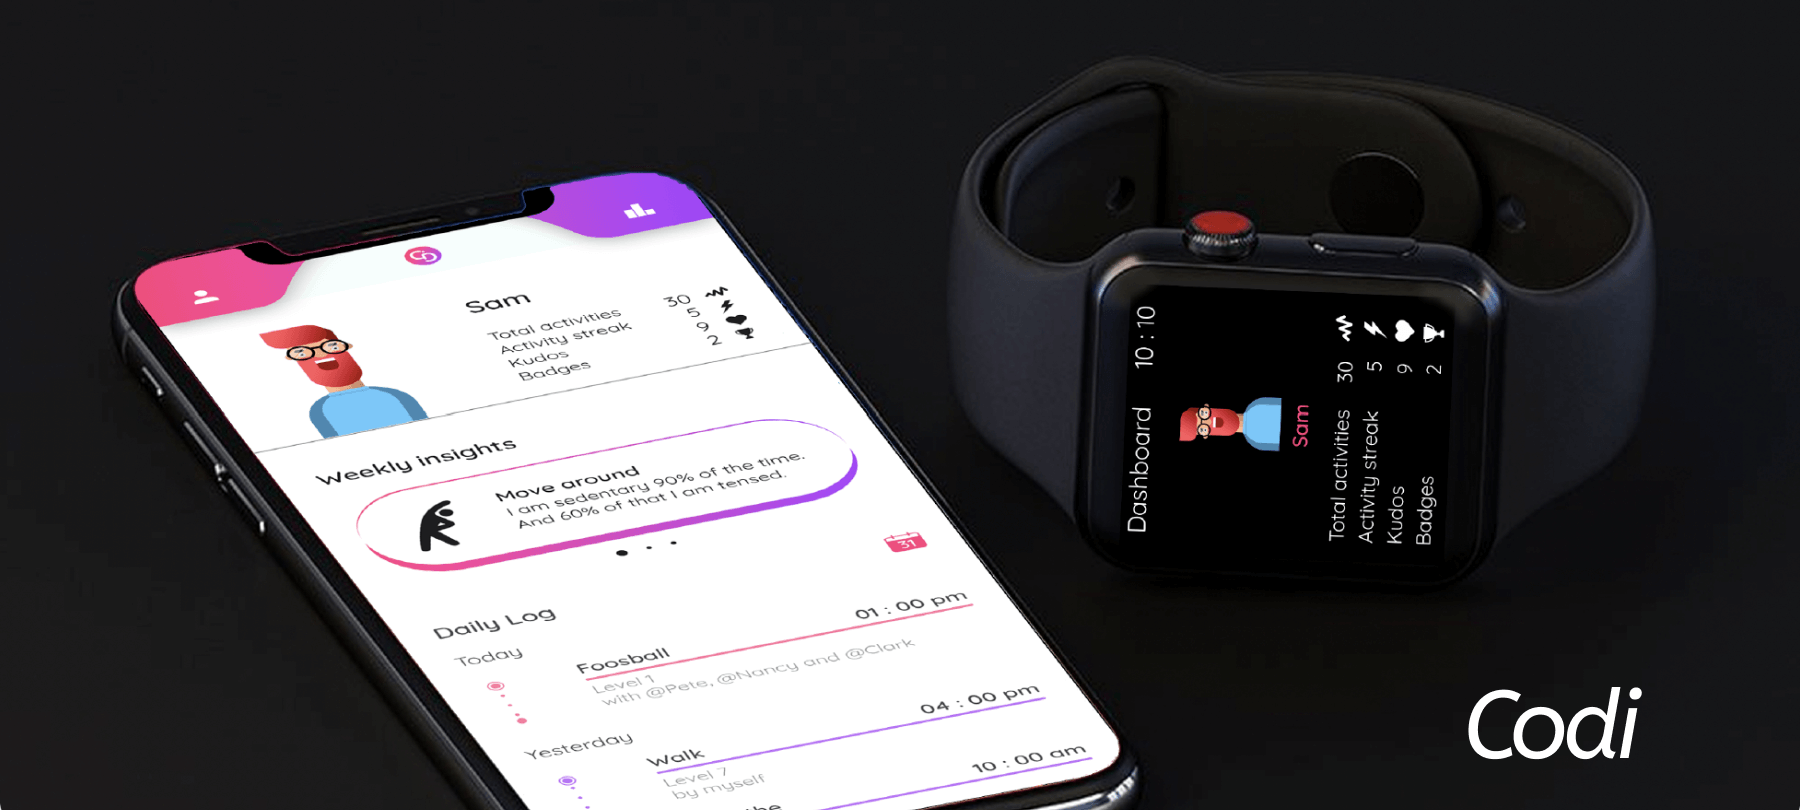 Sam
Total activities 30
Activity streak 5
Kudos 9
Badges 2
Weekly insights
Move around
I am sedentary 90% of the time.
And 60% of that I am tensed.
31
Daily Log
Today
01 : 00 pm
Foosball
Level 1
with @Pete, @Nancy and @Clark
Yesterday
04 : 00 pm
Walk
Level 7
by myself
10 : 00 am
Dashboard 10 : 10
Sam
Total activities 30
Activity streak 5
Kudos 9
Badges 2
Codi